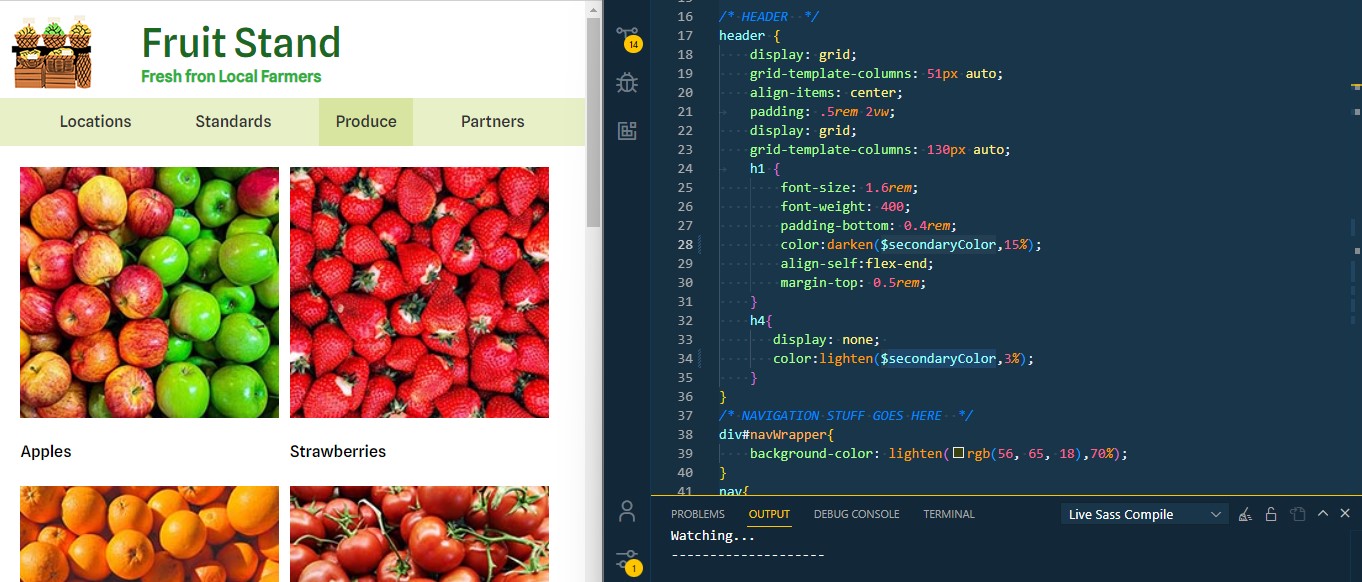 Fruit Stand
Fresh fron Local Farmers
Locations Standards Produce Partners
Apples Strawberries
14
1
16 /* HEADER */
17 header {
18 display: grid;
19 grid-template-columns: 51px auto;
20 align-items: center;
21 padding: .5rem 2vw;
22 display: grid;
23 grid-template-columns: 130px auto;
24 h1 {
25 font-size: 1.6rem;
26 font-weight: 400;
27 padding-bottom: 0.4rem;
28 color:darken($secondaryColor,15%);
29 align-self:flex-end;
30 margin-top: 0.5rem;
31 }
32 h4{
33 display: none;
34 color:lighten($secondaryColor,3%);
35 }
36 }
37 /* NAVIGATION STUFF GOES HERE */
38 div#navWrapper{
39 background-color: lighten(rgb(56, 65, 18),70%);
40 }
41 nav{
PROBLEMS OUTPUT DEBUG CONSOLE TERMINAL Live Sass Compile
Watching...
--------------------